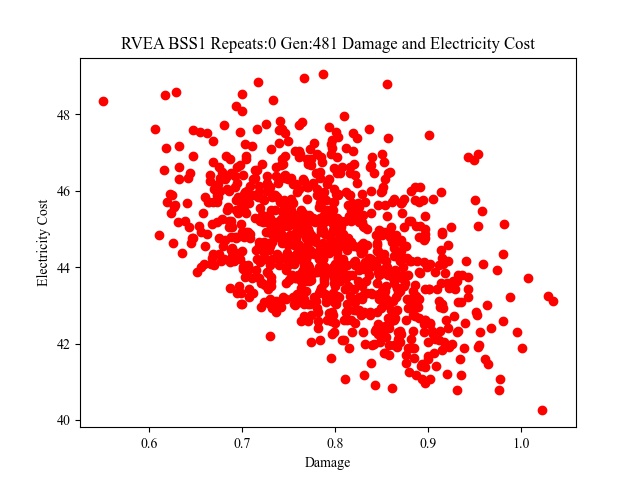 RVEA BSS1 Repeats:0 Gen:481 Damage and Electricity Cost
48
46
44
42
40
Electricity Cost
0.6 0.7 0.8 0.9 1.0
Damage